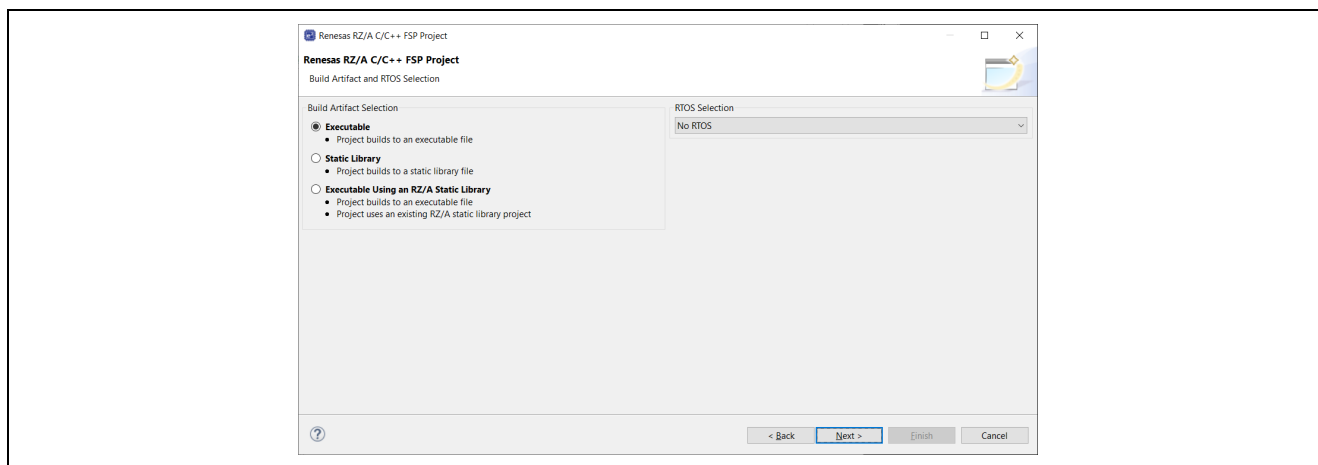 Renesas RZ/A C/C++ FSP Project
Renesas RZ/A C/C++ FSP Project
Build Artifact and RTOS Selection
Build Artifact Selection
Executable
• Project builds to an executable file
Static Library
• Project builds to a static library file
Executable Using an RZ/A Static Library
• Project builds to an executable file
• Project uses an existing RZ/A static library project
RTOS Selection
No RTOS
?
< Back
Next >
Finish
Cancel